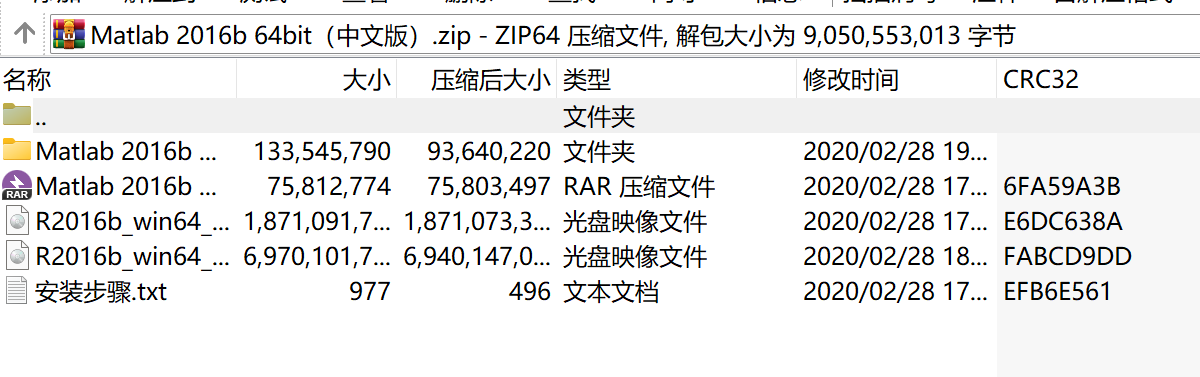 Matlab 2016b 64bit（中文版）.zip - ZIP64 压缩文件, 解包大小为 9,050,553,013 字节
名称 大小 压缩后大小 类型 修改时间 CRC32
.. 文件夹
Matlab 2016b ... 133,545,790 93,640,220 文件夹 2020/02/28 19...
RAR Matlab 2016b ... 75,812,774 75,803,497 RAR 压缩文件 2020/02/28 17... 6FA59A3B
R2016b_win64_... 1,871,091,7... 1,871,073,3... 光盘映像文件 2020/02/28 17... E6DC638A
R2016b_win64_... 6,970,101,7... 6,940,147,0... 光盘映像文件 2020/02/28 18... FABCD9DD
安装步骤.txt 977 496 文本文档 2020/02/28 17... EFB6E561